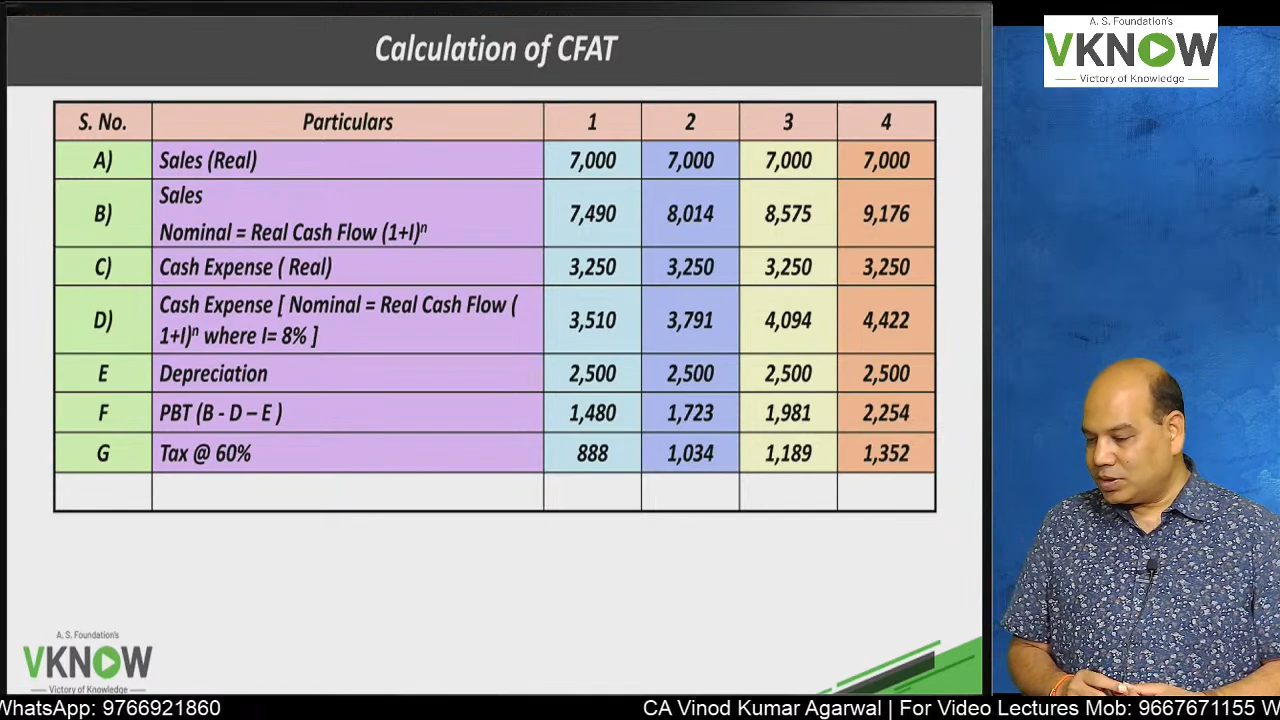 Calculation of CFAT
A. S. Foundation's
VKNOW
Victory of Knowledge
S. No. Particulars 1 2 3 4
A) Sales (Real) 7,000 7,000 7,000 7,000
B) Sales
Nominal = Real Cash Flow (1+I)ⁿ 7,490 8,014 8,575 9,176
C) Cash Expense ( Real) 3,250 3,250 3,250 3,250
D) Cash Expense [ Nominal = Real Cash Flow (
1+I)ⁿ where I= 8% ] 3,510 3,791 4,094 4,422
E Depreciation 2,500 2,500 2,500 2,500
F PBT (B - D – E ) 1,480 1,723 1,981 2,254
G Tax @ 60% 888 1,034 1,189 1,352
A. S. Foundation's
VKNOW
Victory of Knowledge
WhatsApp: 9766921860 CA Vinod Kumar Agarwal | For Video Lectures Mob: 9667671155 W